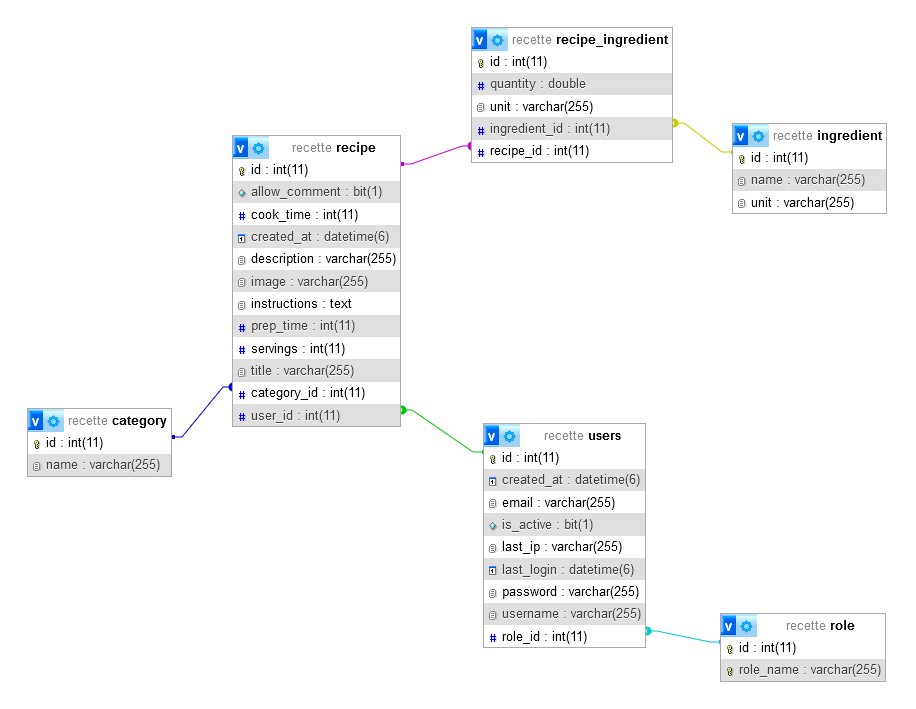 v recette recipe_ingredient
id : int(11)
# quantity : double
unit : varchar(255)
# ingredient_id : int(11)
# recipe_id : int(11)
v recette ingredient
id : int(11)
name : varchar(255)
unit : varchar(255)
v recette recipe
id : int(11)
allow_comment : bit(1)
# cook_time : int(11)
created_at : datetime(6)
description : varchar(255)
image : varchar(255)
instructions : text
# prep_time : int(11)
# servings : int(11)
title : varchar(255)
# category_id : int(11)
# user_id : int(11)
v recette category
id : int(11)
name : varchar(255)
v recette users
id : int(11)
created_at : datetime(6)
email : varchar(255)
is_active : bit(1)
last_ip : varchar(255)
last_login : datetime(6)
password : varchar(255)
username : varchar(255)
# role_id : int(11)
v recette role
id : int(11)
role_name : varchar(255)